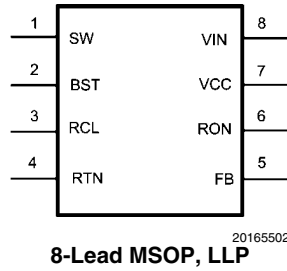 1 SW VIN 8
2 BST VCC 7
3 RCL RON 6
4 RTN FB 5
20165502
8-Lead MSOP, LLP